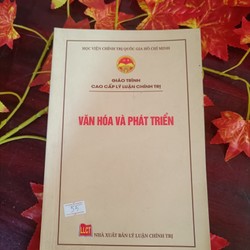 HỌC VIỆN CHÍNH TRỊ QUỐC GIA HỒ CHÍ MINH
GIÁO TRÌNH
CAO CẤP LÝ LUẬN CHÍNH TRỊ
VĂN HÓA VÀ PHÁT TRIỂN
LLCT
NHÀ XUẤT BẢN LÝ LUẬN CHÍNH TRỊ